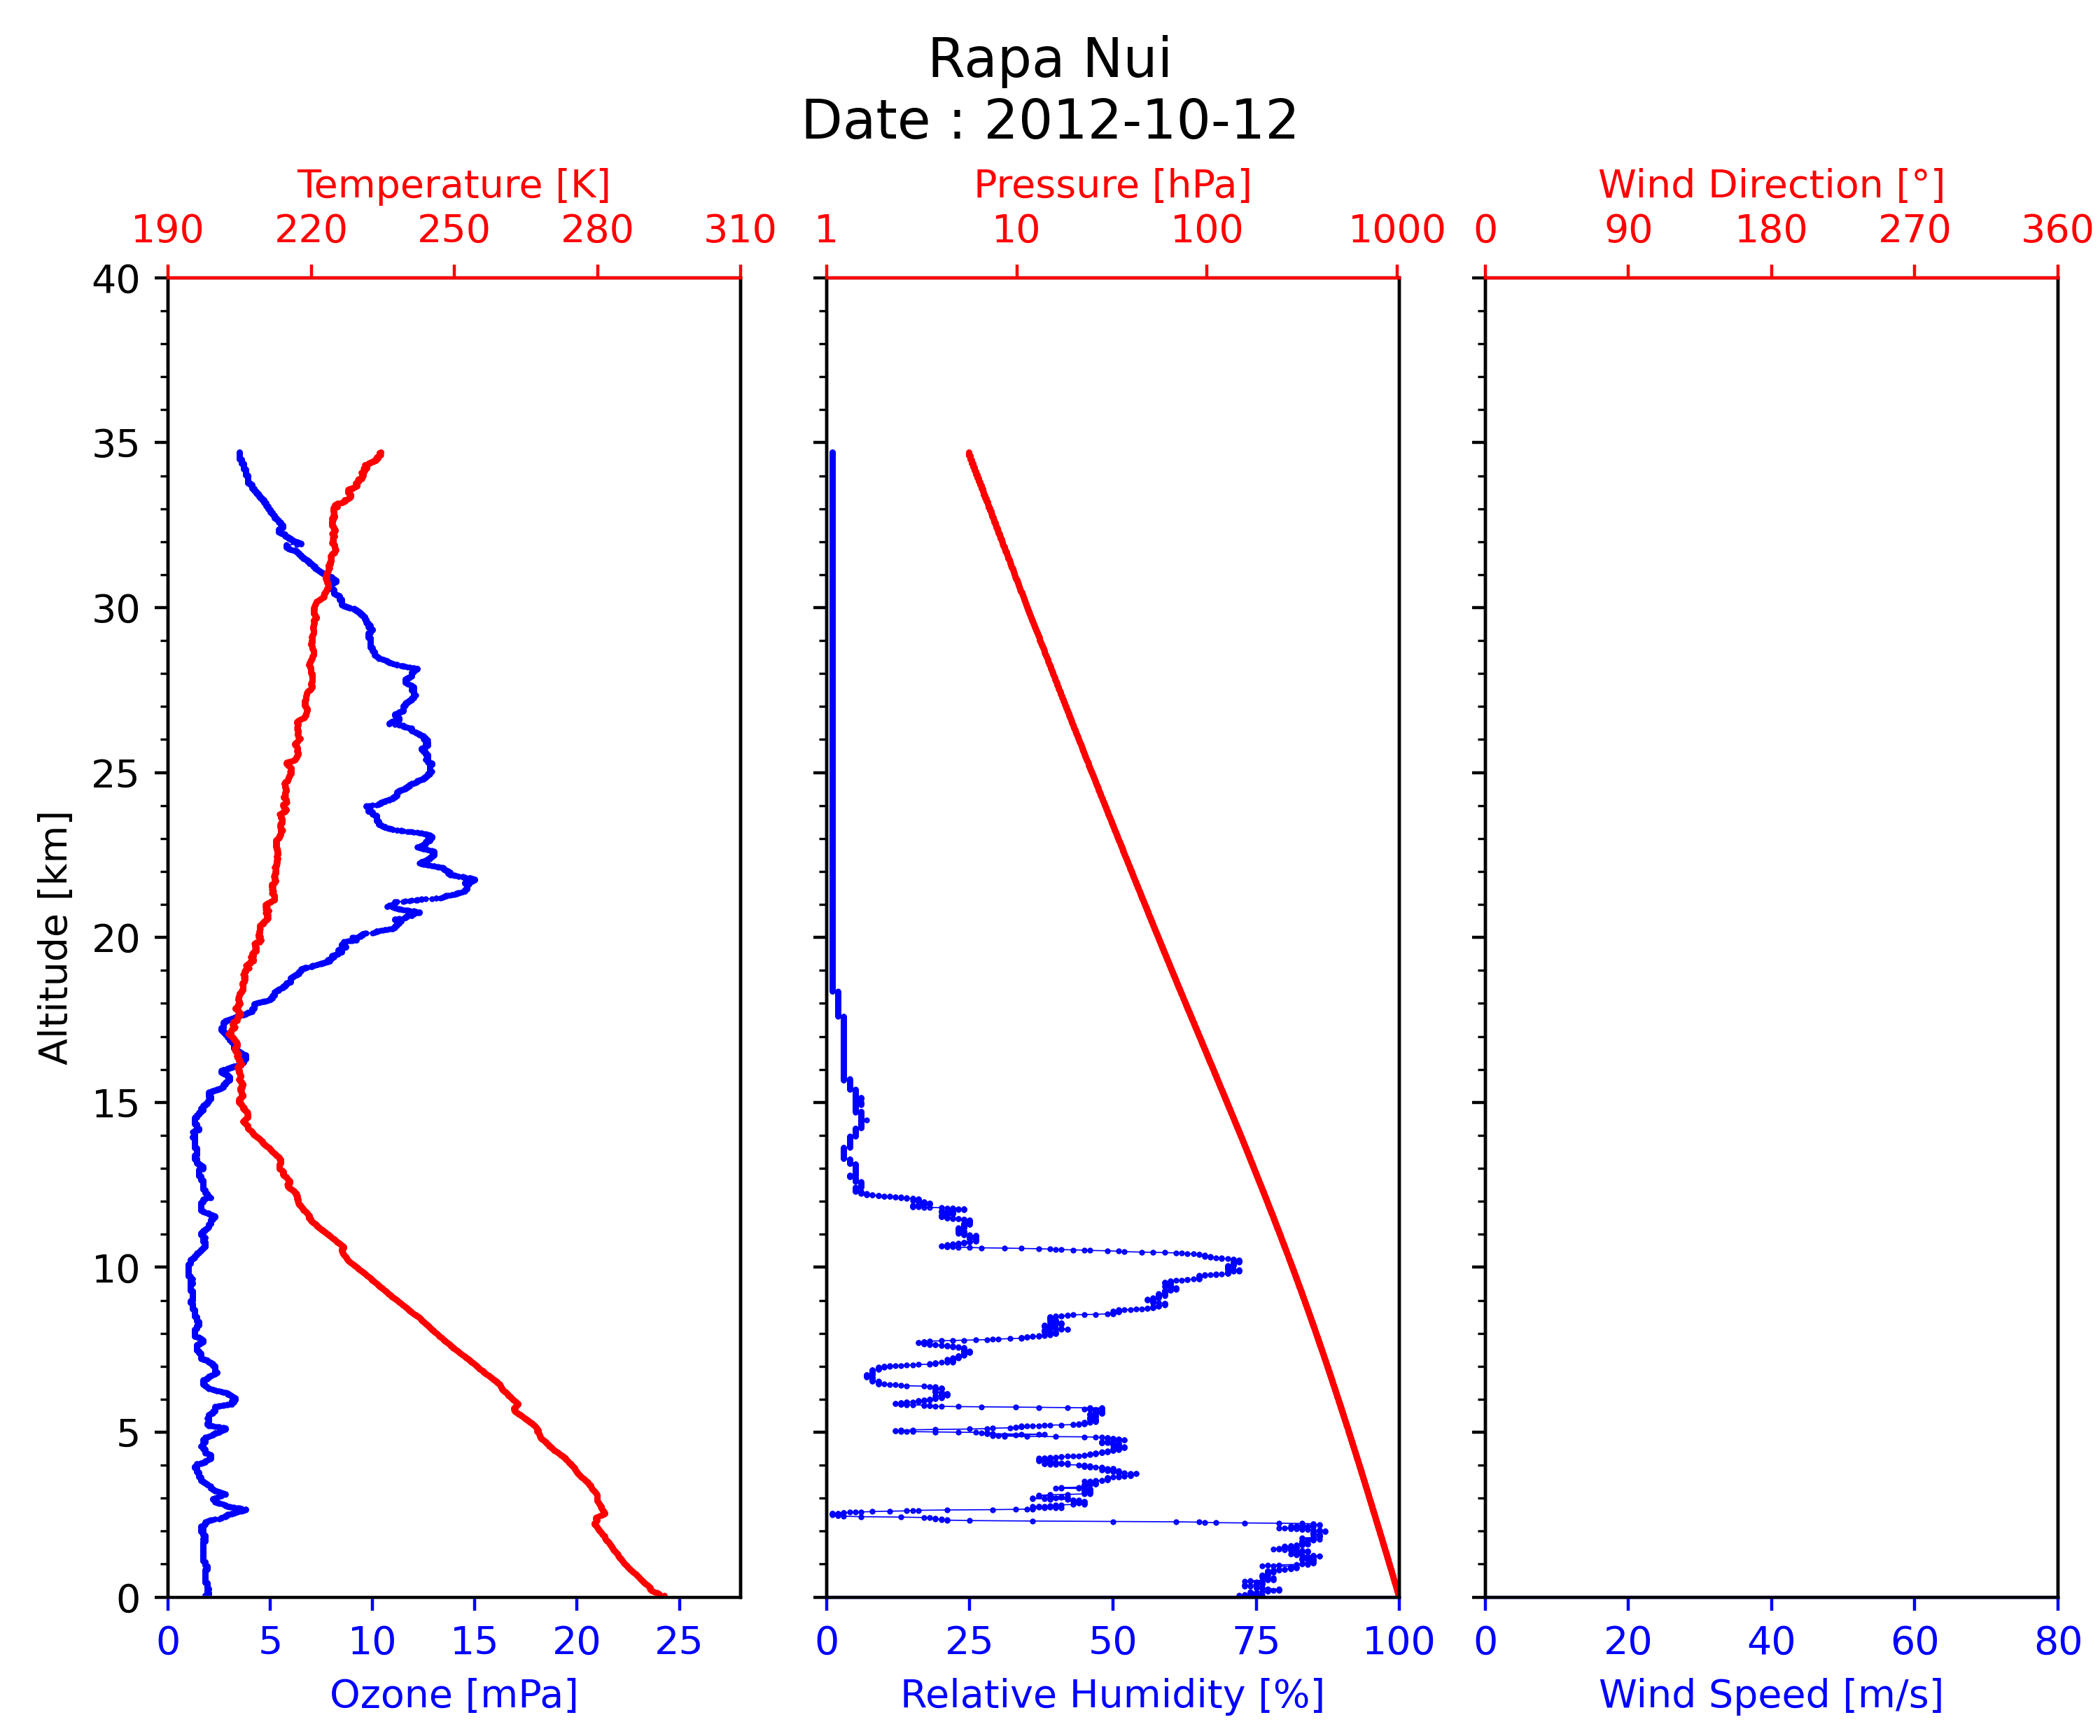 Rapa Nui
Date : 2012-10-12
Temperature [K]
190 220 250 280 310
Pressure [hPa]
1 10 100 1000
Wind Direction [°]
0 90 180 270 360
Altitude [km]
40
35
30
25
20
15
10
5
0
0 5 10 15 20 25
Ozone [mPa]
0 25 50 75 100
Relative Humidity [%]
0 20 40 60 80
Wind Speed [m/s]